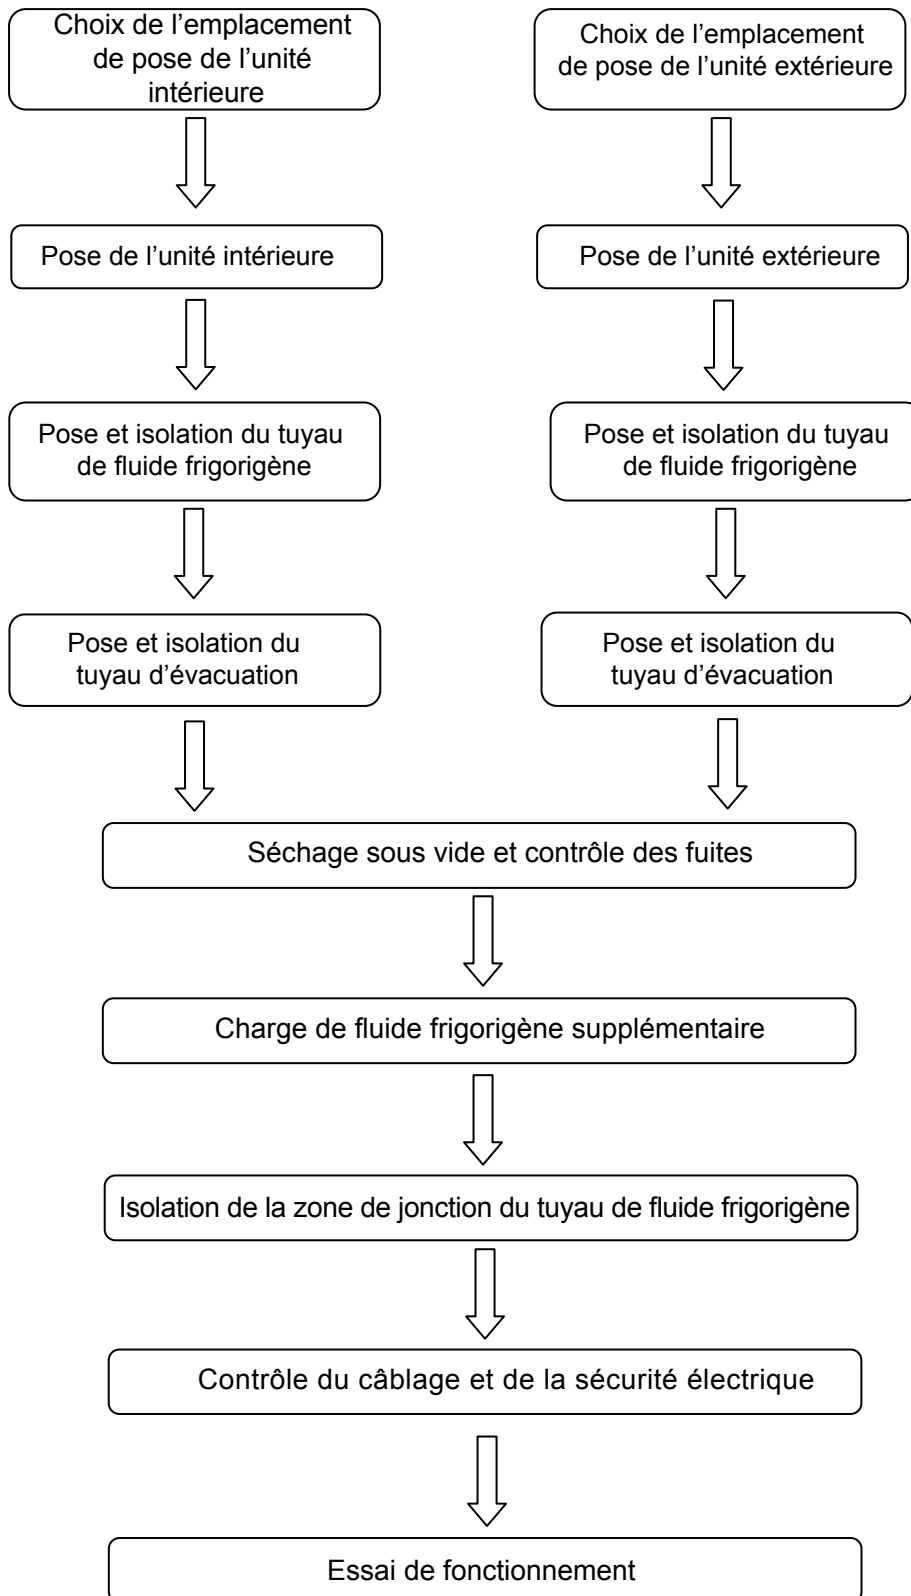 Choix de l’emplacement
de pose de l’unité
intérieure
Choix de l’emplacement
de pose de l’unité extérieure
Pose de l’unité intérieure
Pose de l’unité extérieure
Pose et isolation du tuyau
de fluide frigorigène
Pose et isolation du tuyau
de fluide frigorigène
Pose et isolation du
tuyau d’évacuation
Pose et isolation du
tuyau d’évacuation
Séchage sous vide et contrôle des fuites
Charge de fluide frigorigène supplémentaire
Isolation de la zone de jonction du tuyau de fluide frigorigène
Contrôle du câblage et de la sécurité électrique
Essai de fonctionnement